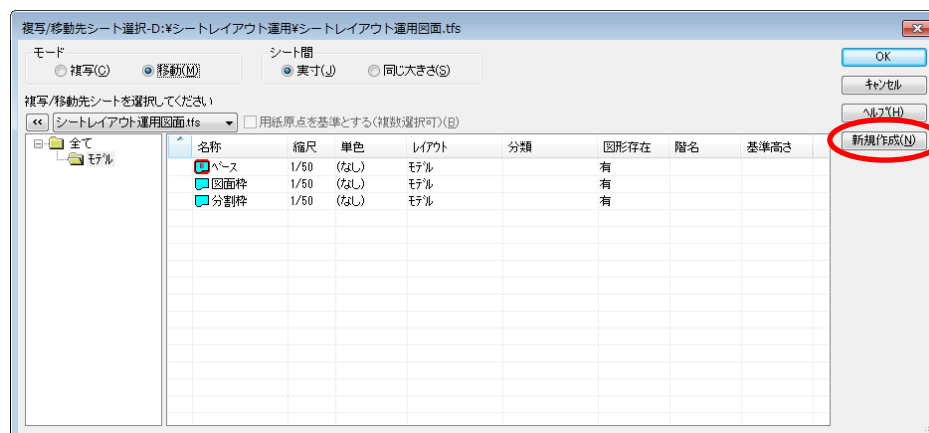 複写/移動先シート選択-D:¥シートレイアウト運用¥シートレイアウト運用図面.tfs
モード
複写(C) 移動(M)
シート間
実寸(J) 同じ大きさ(S)
OK
キャンセル
ヘルプ(H)
新規作成(N)
複写/移動先シートを選択してください
<< シートレイアウト運用図面.tfs 用紙原点を基準とする(複数選択可)(B)
全て
モデル
名称 縮尺 単色 レイアウト 分類 図形存在 階名 基準高さ
ベース 1/50 (なし) モデル 有
図面枠 1/50 (なし) モデル 有
分割枠 1/50 (なし) モデル 有